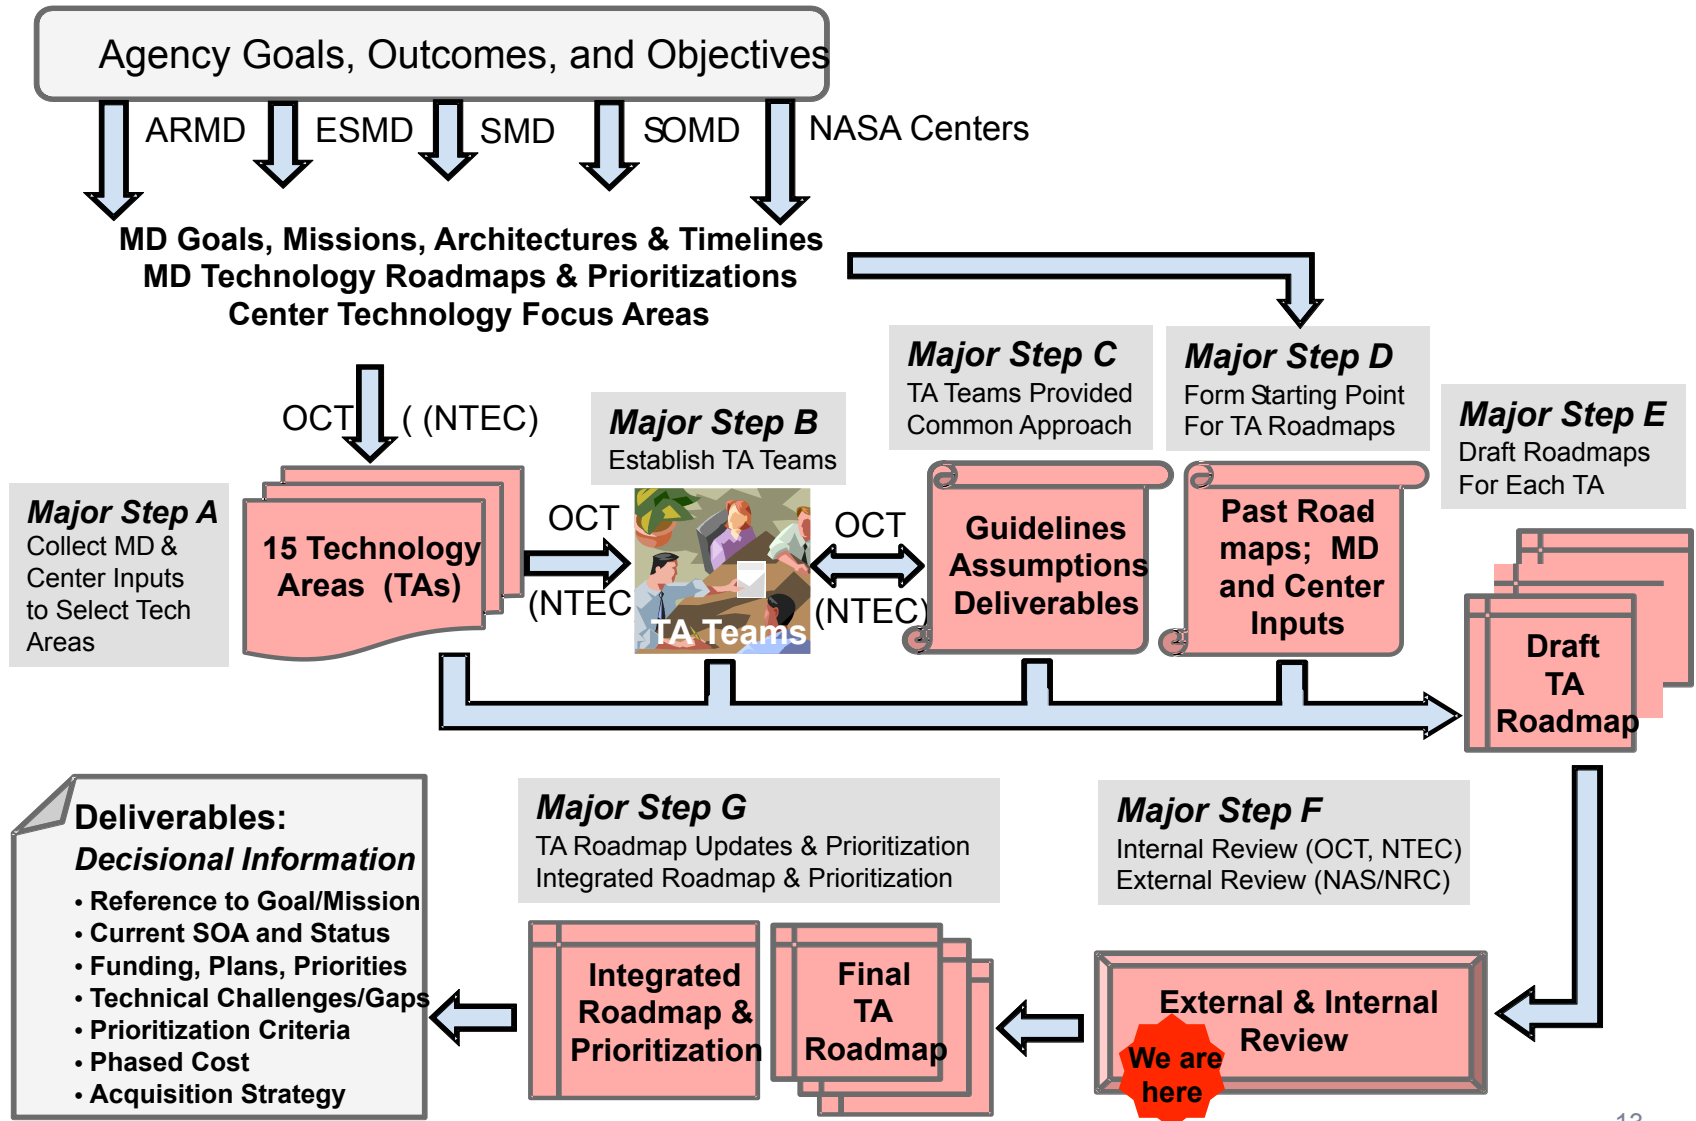 Agency Goals, Outcomes, and Objectives
ARMD
ESMD
SMD
SOMD
NASA Centers
MD Goals, Missions, Architectures & Timelines
MD Technology Roadmaps & Prioritizations
Center Technology Focus Areas
OCT ( (NTEC)
Major Step A
Collect MD &
Center Inputs
to Select Tech
Areas
15 Technology
Areas (TAs)
OCT
(NTEC
Major Step B
Establish TA Teams
TA Teams
OCT
(NTEC)
Major Step C
TA Teams Provided
Common Approach
Guidelines
Assumptions
Deliverables
Major Step D
Form Starting Point
For TA Roadmaps
Past Road
maps; MD
and Center
Inputs
Major Step E
Draft Roadmaps
For Each TA
Draft
TA
Roadmap
Major Step F
Internal Review (OCT, NTEC)
External Review (NAS/NRC)
External & Internal
Review
We are
here
Major Step G
TA Roadmap Updates & Prioritization
Integrated Roadmap & Prioritization
Final
TA
Roadmap
Integrated
Roadmap &
Prioritization
Deliverables:
Decisional Information
• Reference to Goal/Mission
• Current SOA and Status
• Funding, Plans, Priorities
• Technical Challenges/Gaps
• Prioritization Criteria
• Phased Cost
• Acquisition Strategy